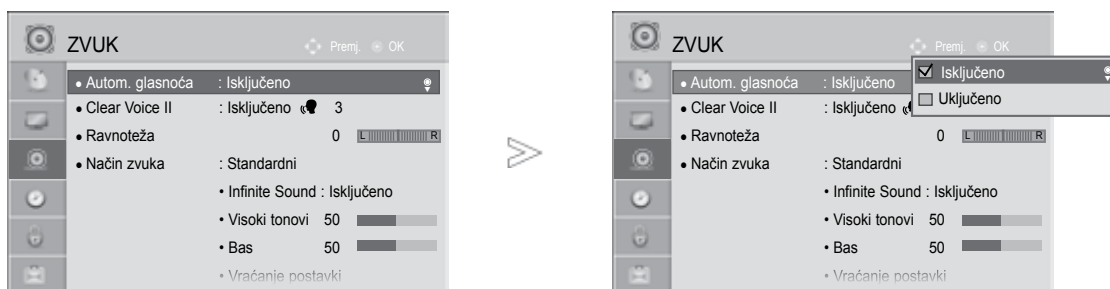 ZVUK
Premj. OK
• Autom. glasnoća : Isključeno
• Clear Voice II : Isključeno 3
• Ravnoteža 0 L R
• Način zvuka : Standardni
• Infinite Sound : Isključeno
• Visoki tonovi 50
• Bas 50
• Vraćanje postavki
ZVUK
Premj. OK
• Autom. glasnoća : Isključeno
Isključeno
Uključeno
• Clear Voice II : Isključeno
• Ravnoteža 0 L R
• Način zvuka : Standardni
• Infinite Sound : Isključeno
• Visoki tonovi 50
• Bas 50
• Vraćanje postavki